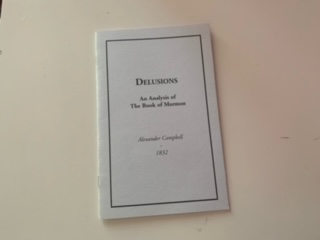 DELUSIONS
An Analysis of
The Book of Mormon
Alexander Campbell
-
1832